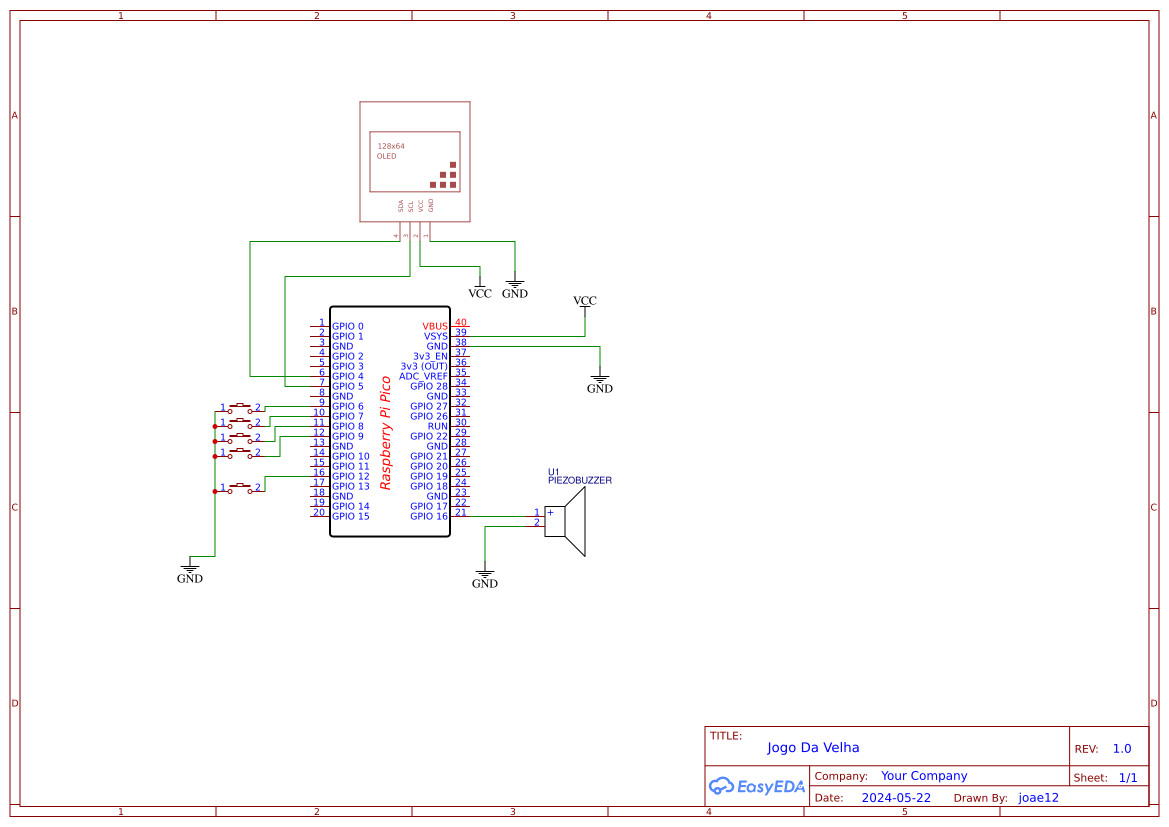 1 2 3 4 5
A A
128x64
OLED
SDA SCL VCC GND
4 3 2 1
VCC GND
VCC
B B
Raspberry Pi Pico
1 GPIO 0 VBUS 40
2 GPIO 1 VSYS 39
3 GND GND 38
4 GPIO 2 3v3_EN 37
5 GPIO 3 3v3 (OUT) 36
6 GPIO 4 ADC_VREF 35
7 GPIO 5 GPIO 28 34
8 GND GND 33
9 GPIO 6 GPIO 27 32
10 GPIO 7 GPIO 26 31
11 GPIO 8 RUN 30
12 GPIO 9 GPIO 22 29
13 GND GND 28
14 GPIO 10 GPIO 21 27
15 GPIO 11 GPIO 20 26
16 GPIO 12 GPIO 19 25
17 GPIO 13 GPIO 18 24
18 GND GND 23
19 GPIO 14 GPIO 17 22
20 GPIO 15 GPIO 16 21
GND
1 2
1 2
1 2
1 2
1 2
U1
PIEZOBUZZER
1 +
2
C C
GND
GND
D D
TITLE:
Jogo Da Velha
REV: 1.0
EasyEDA
Company: Your Company
Sheet: 1/1
Date: 2024-05-22 Drawn By: joae12
1 2 3 4 5